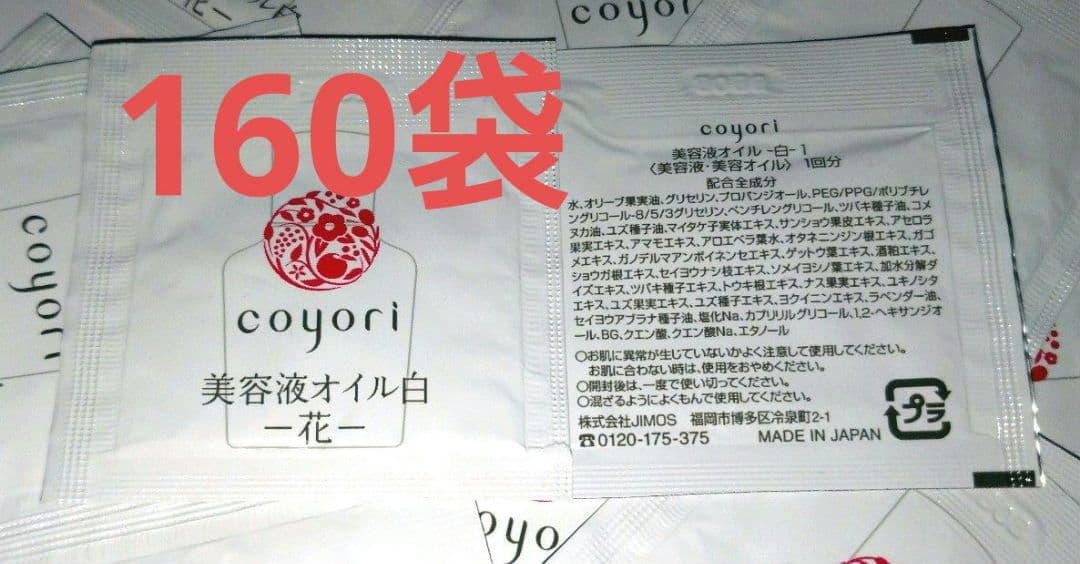 coyori
160袋
coyori
美容液オイル白
ー花ー
coyori
美容液オイル -白- 1
〈美容液・美容オイル〉 1回分
配合全成分
水、オリーブ果実油、グリセリン、プロパンジオール、PEG/PPG/ポリブチレ
ングリコール-8/5/3グリセリン、ペンチレングリコール、ツバキ種子油、コメ
ヌカ油、ユズ種子油、マイタケ子実体エキス、サンショウ果皮エキス、アセロラ
果実エキス、アマモエキス、アロエベラ葉水、オタネニンジン根エキス、ガゴ
メエキス、ガノデルマアンボイネンセエキス、ゲットウ葉エキス、酒粕エキス、
ショウガ根エキス、セイヨウナシ枝エキス、ソメイヨシノ葉エキス、加水分解ダ
イズエキス、ツバキ種子エキス、トウキ根エキス、ナス果実エキス、ユキノシタ
エキス、ユズ果実エキス、ユズ種子エキス、ヨクイニンエキス、ラベンダー油、
セイヨウアブラナ種子油、塩化Na、カプリリルグリコール、1,2-ヘキサンジオ
ール、BG、クエン酸、クエン酸Na、エタノール
○お肌に異常が生じていないかよく注意して使用してください。
お肌に合わない時は、使用をおやめください。
○開封後は、一度で使い切ってください。
○混ざるようによくもんで使用してください。
株式会社JIMOS 福岡市博多区冷泉町2-1
☎0120-175-375 MADE IN JAPAN
プラ
coyori
coyo